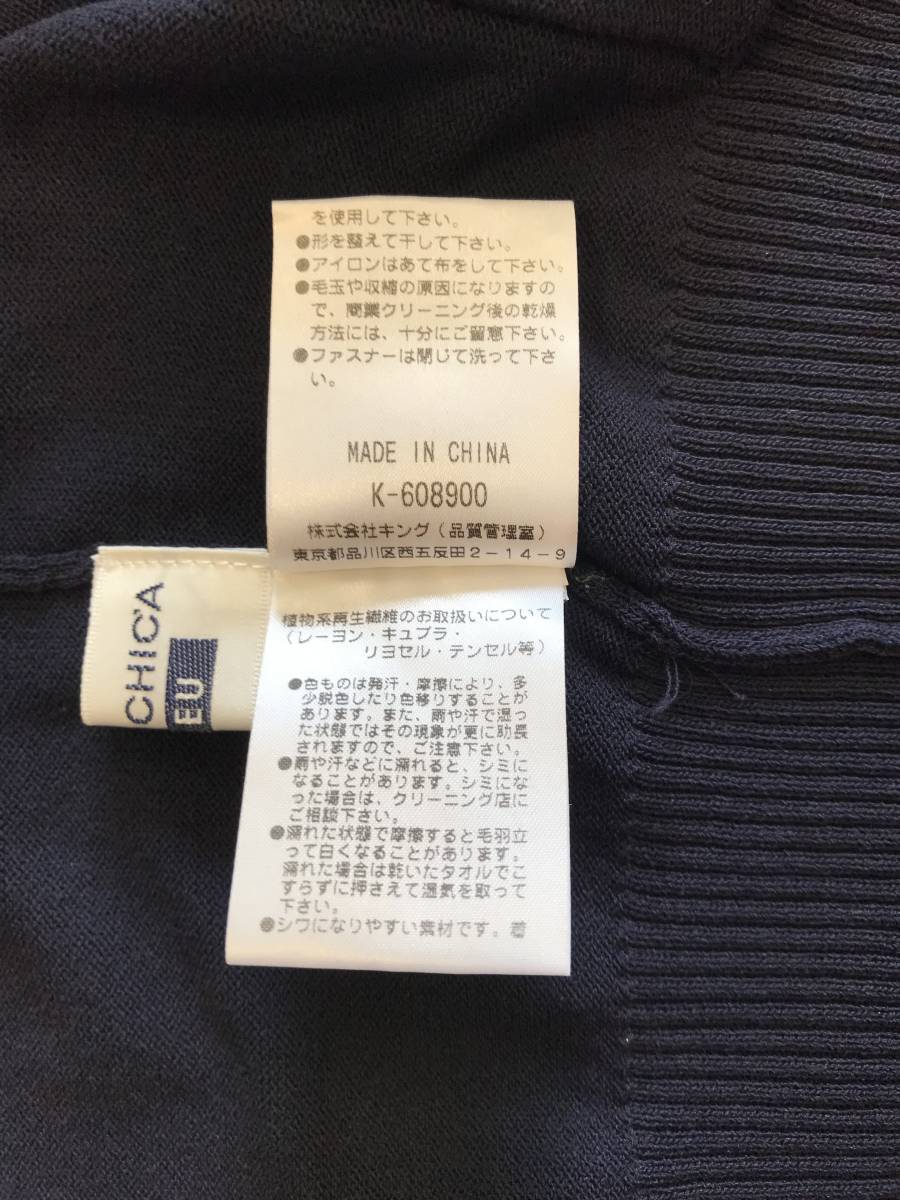 を使用して下さい。
●形を整えて干して下さい。
●アイロンはあて布をして下さい。
●毛玉や収縮の原因になりますの
で、商業クリーニング後の乾燥
方法には、十分にご留意下さい。
●ファスナーは閉じて洗って下さ
い。
MADE IN CHINA
K-608900
株式会社キング(品質管理室)
東京都品川区西五反田2-14-9
CHICA
EU
植物系再生繊維のお取扱いについて
(レーヨン・キュプラ・
リヨセル・テンセル等)
●色ものは発汗・摩擦により、多
少脱色したり色移りすることが
あります。また、雨や汗で湿っ
た状態ではその現象が更に助長
されますので、ご注意下さい。
●雨や汗などに濡れると、シミに
なることがあります。シミにな
った場合は、クリーニング店に
ご相談下さい。
●濡れた状態で摩擦すると毛羽立
って白くなることがあります。
濡れた場合は乾いたタオルでこ
すらずに押さえて湿気を取って
下さい。
●シワになりやすい素材です。着